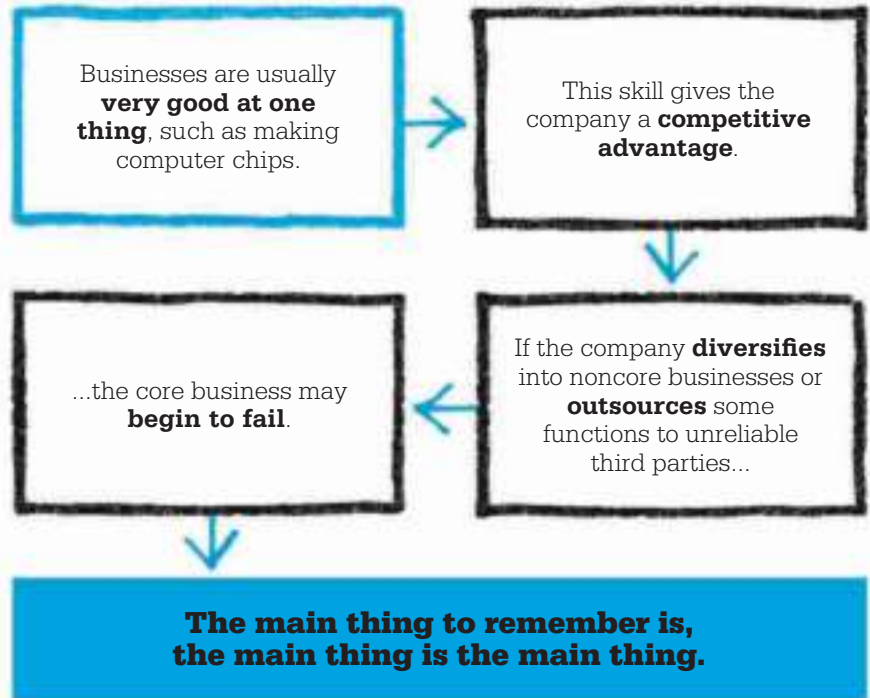 Businesses are usually
very good at one
thing, such as making
computer chips.
This skill gives the
company a competitive
advantage.
If the company diversifies
into noncore businesses or
outsources some
functions to unreliable
third parties...
...the core business may
begin to fail.
The main thing to remember is,
the main thing is the main thing.